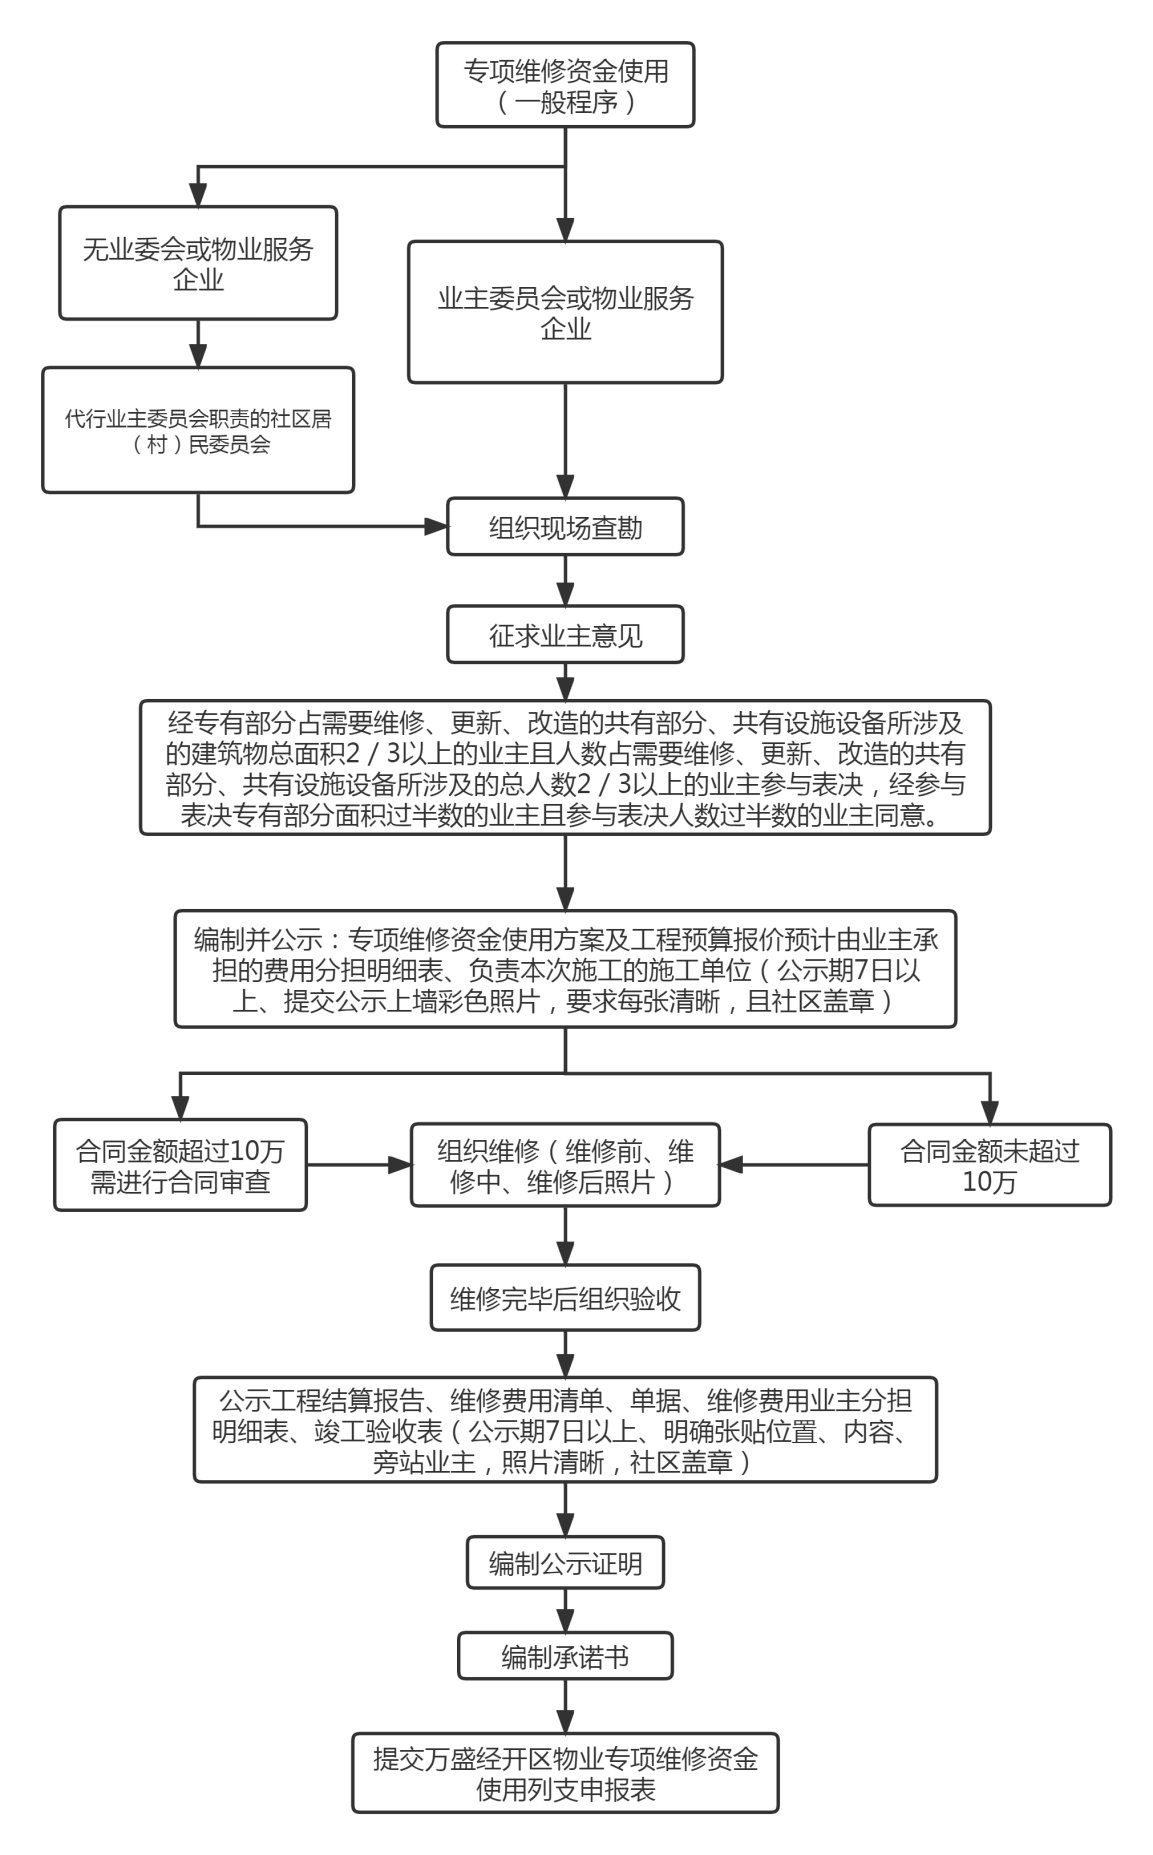 专项维修资金使用
（一般程序）
无业委会或物业服务
企业
业主委员会或物业服务
企业
代行业主委员会职责的社区居
（村）民委员会
组织现场查勘
征求业主意见
经专有部分占需要维修、更新、改造的共有部分、共有设施设备所涉及
的建筑物总面积2／3以上的业主且人数占需要维修、更新、改造的共有
部分、共有设施设备所涉及的总人数2／3以上的业主参与表决，经参与
表决专有部分面积过半数的业主且参与表决人数过半数的业主同意。
编制并公示：专项维修资金使用方案及工程预算报价预计由业主承
担的费用分担明细表、负责本次施工的施工单位（公示期7日以
上、提交公示上墙彩色照片，要求每张清晰，且社区盖章）
合同金额超过10万
需进行合同审查
组织维修（维修前、维
修中、维修后照片）
合同金额未超过
10万
维修完毕后组织验收
公示工程结算报告、维修费用清单、单据、维修费用业主分担
明细表、竣工验收表（公示期7日以上、明确张贴位置、内容、
旁站业主，照片清晰，社区盖章）
编制公示证明
编制承诺书
提交万盛经开区物业专项维修资金
使用列支申报表